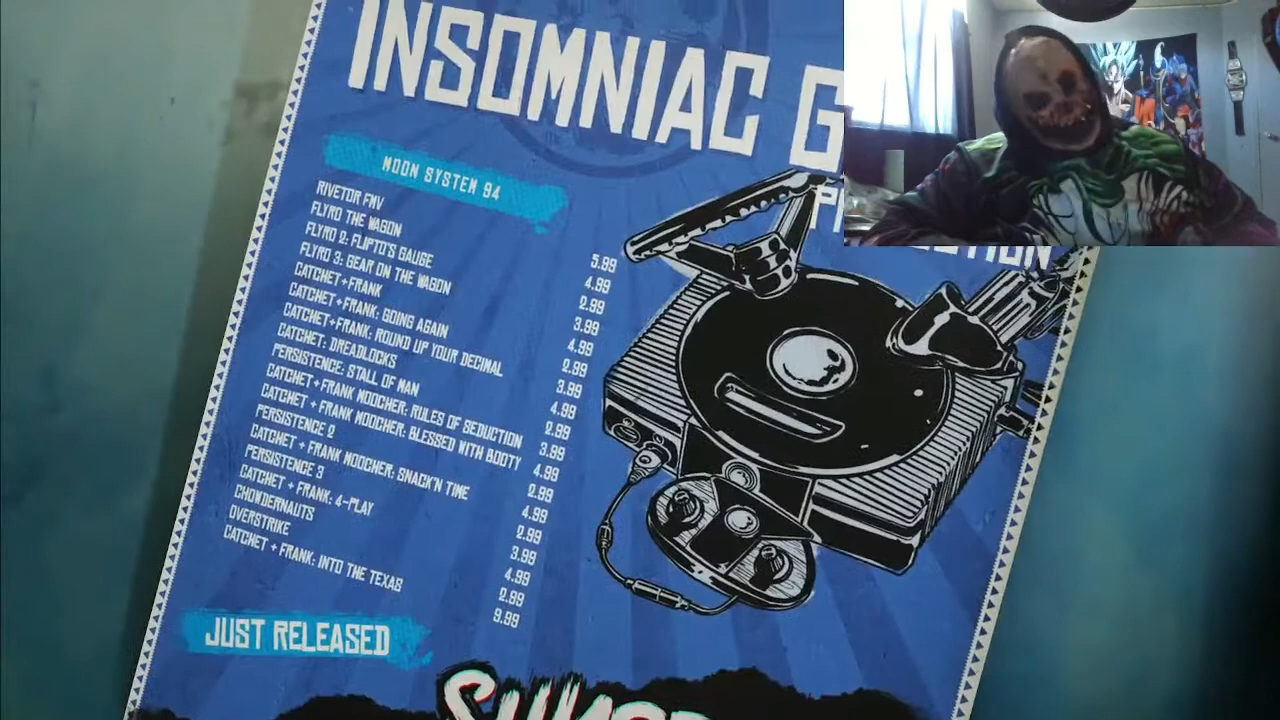 INSOMNIAC G
MOON SYSTEM 94
RIVETOR FMV
FLYRO THE WAGON
FLYRO 2: FLIPTO'S GAUGE
FLYRO 3: GEAR ON THE WAGON
CATCHET+FRANK
CATCHET+FRANK: GOING AGAIN
CATCHET+FRANK: ROUND UP YOUR DECIMAL
CATCHET: DREADLOCKS
PERSISTENCE: STALL OF MAN
CATCHET+FRANK MOOCHER: RULES OF SEDUCTION
CATCHET + FRANK MOOCHER: BLESSED WITH BOOTY
PERSISTENCE 2
CATCHET + FRANK MOOCHER: SNACK'N TIME
PERSISTENCE 3
CATCHET + FRANK: 4-PLAY
CHOWDERNAUTS
OVERSTRIKE
CATCHET + FRANK: INTO THE TEXAS
5.99
4.99
2.99
3.99
4.99
2.99
3.99
4.99
2.99
3.99
4.99
2.99
4.99
2.99
3.99
4.99
2.99
9.99
JUST RELEASED